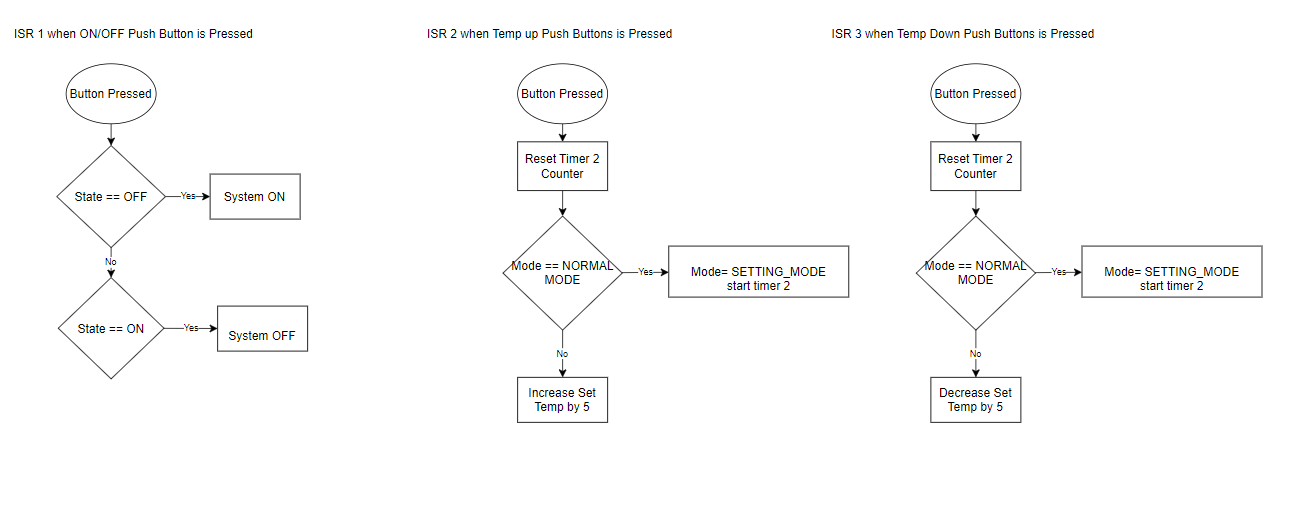 ISR 1 when ON/OFF Push Button is Pressed
Button Pressed
State == OFF
Yes
System ON
No
State == ON
Yes
System OFF
ISR 2 when Temp up Push Buttons is Pressed
Button Pressed
Reset Timer 2
Counter
Mode == NORMAL
MODE
Yes
Mode= SETTING_MODE
start timer 2
No
Increase Set
Temp by 5
ISR 3 when Temp Down Push Buttons is Pressed
Button Pressed
Reset Timer 2
Counter
Mode == NORMAL
MODE
Yes
Mode= SETTING_MODE
start timer 2
No
Decrease Set
Temp by 5